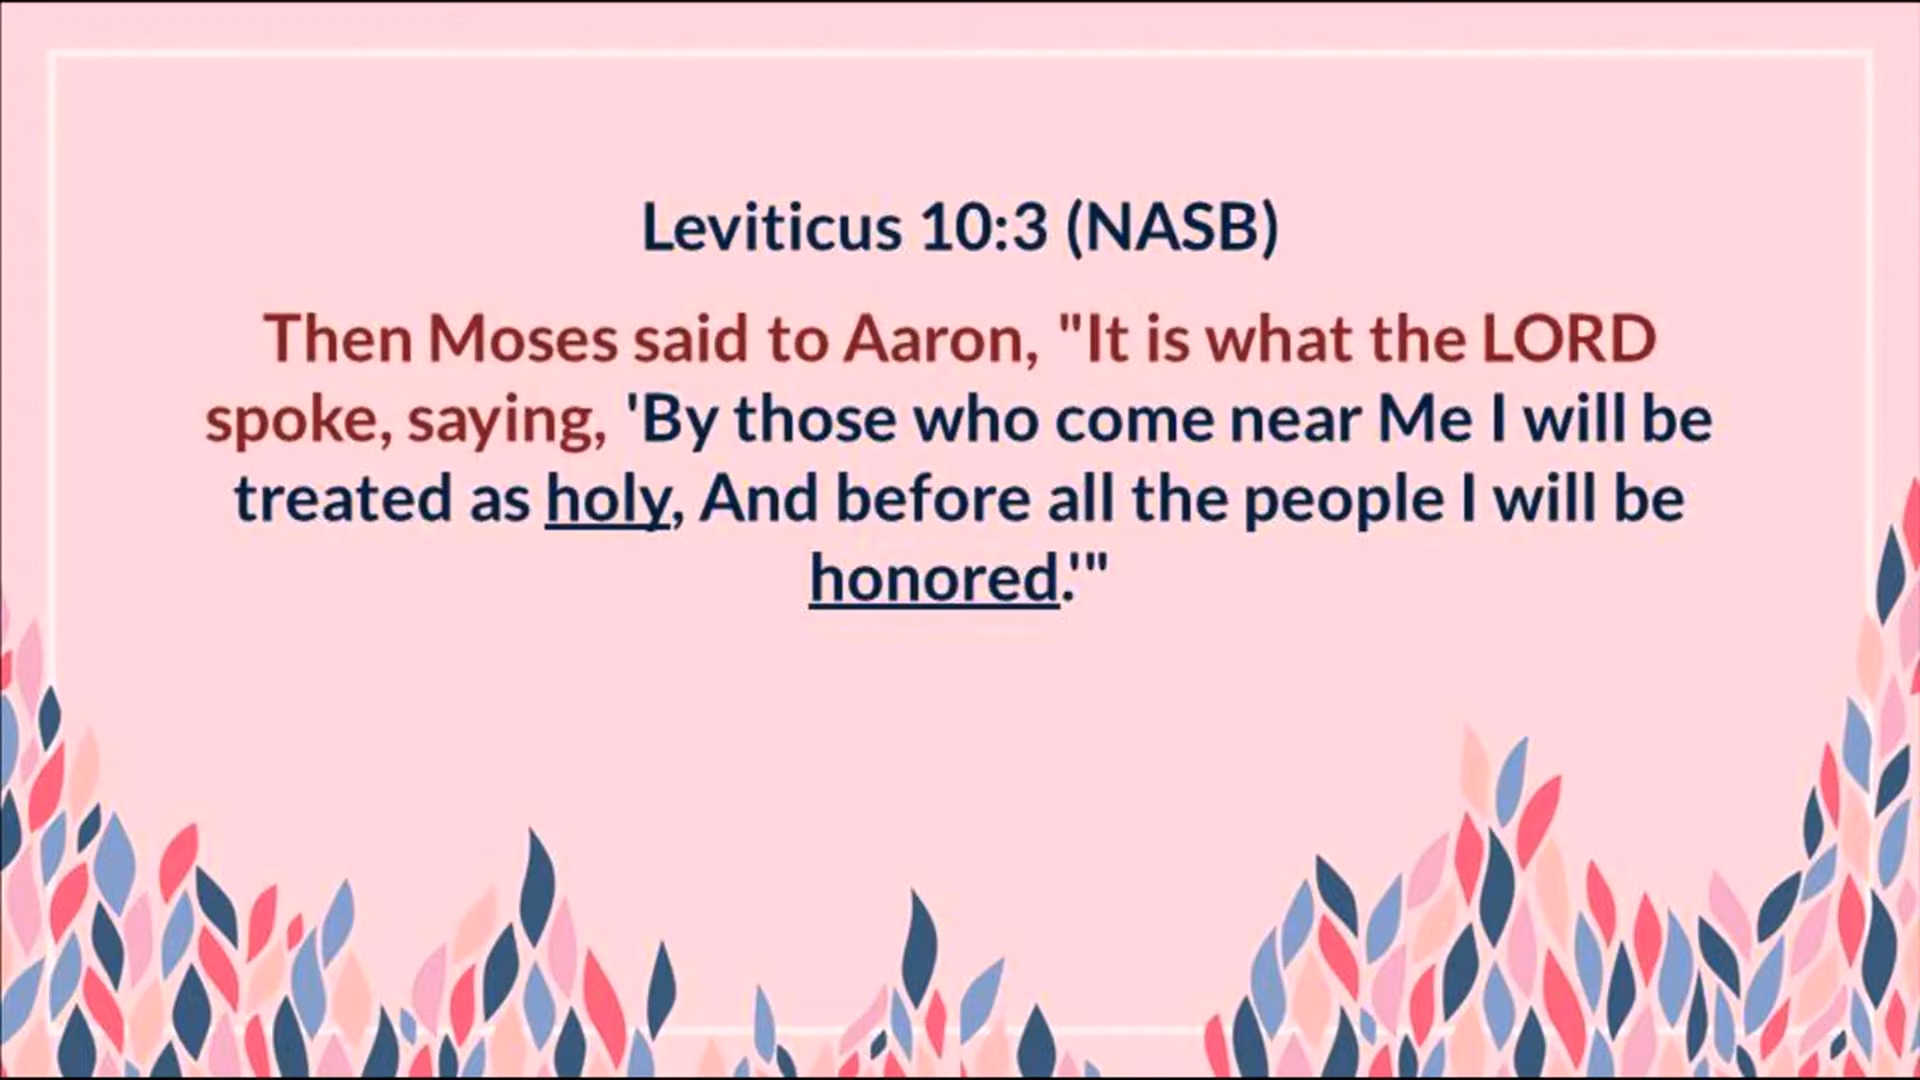 Leviticus 10:3 (NASB)
Then Moses said to Aaron, "It is what the LORD
spoke, saying, 'By those who come near Me I will be
treated as holy, And before all the people I will be
honored.'"